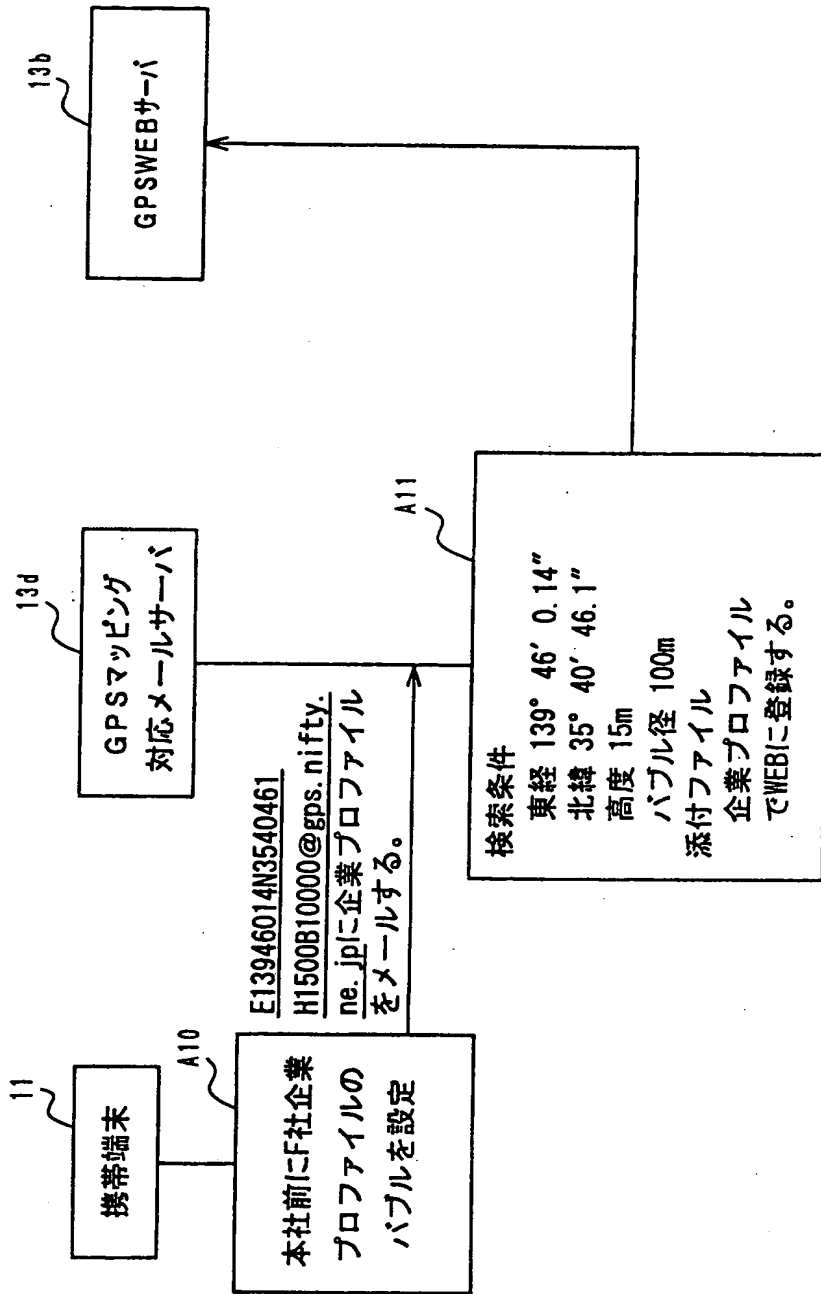 11
携帯端末
A10
本社前にF社企業
プロファイルの
バブルを設定
E13946014N3540461
H1500B10000@gps.nifty.
ne.jpに企業プロファイル
をメールする。
13d
GPSマッピング
対応メールサーバ
A11
検索条件
東経 139° 46′ 0.14″
北緯 35° 40′ 46.1″
高度 15m
バブル径 100m
添付ファイル
企業プロファイル
でWEBに登録する。
13b
GPSWEBサーバ